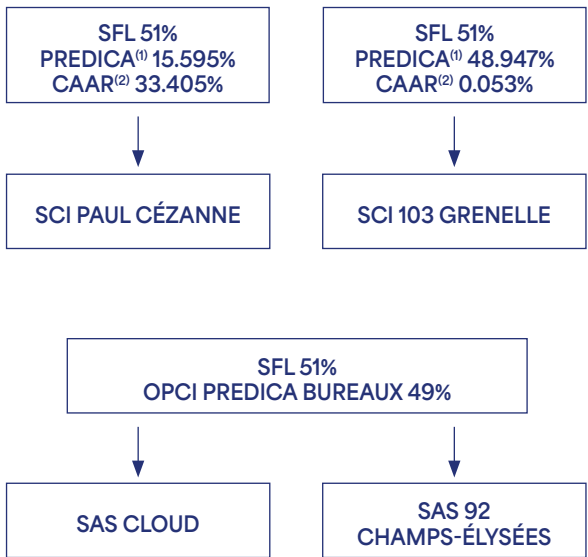 SFL 51%
PREDICA(1) 15.595%
CAAR(2) 33.405%
SFL 51%
PREDICA(1) 48.947%
CAAR(2) 0.053%
SCI PAUL CÉZANNE
SCI 103 GRENELLE
SFL 51%
OPCI PREDICA BUREAUX 49%
SAS CLOUD
SAS 92
CHAMPS-ÉLYSÉES